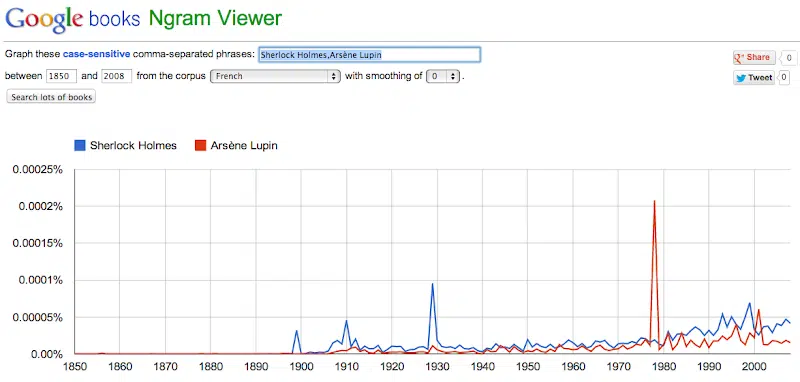 Google books Ngram Viewer
Graph these case-sensitive comma-separated phrases: Sherlock Holmes,Arsène Lupin
between 1850 and 2008 from the corpus French with smoothing of 0 .
Share 0
Tweet 0
Search lots of books
Sherlock Holmes Arsène Lupin
0.00025%
0.0002%
0.00015%
0.0001%
0.00005%
0.00%
1850 1860 1870 1880 1890 1900 1910 1920 1930 1940 1950 1960 1970 1980 1990 2000